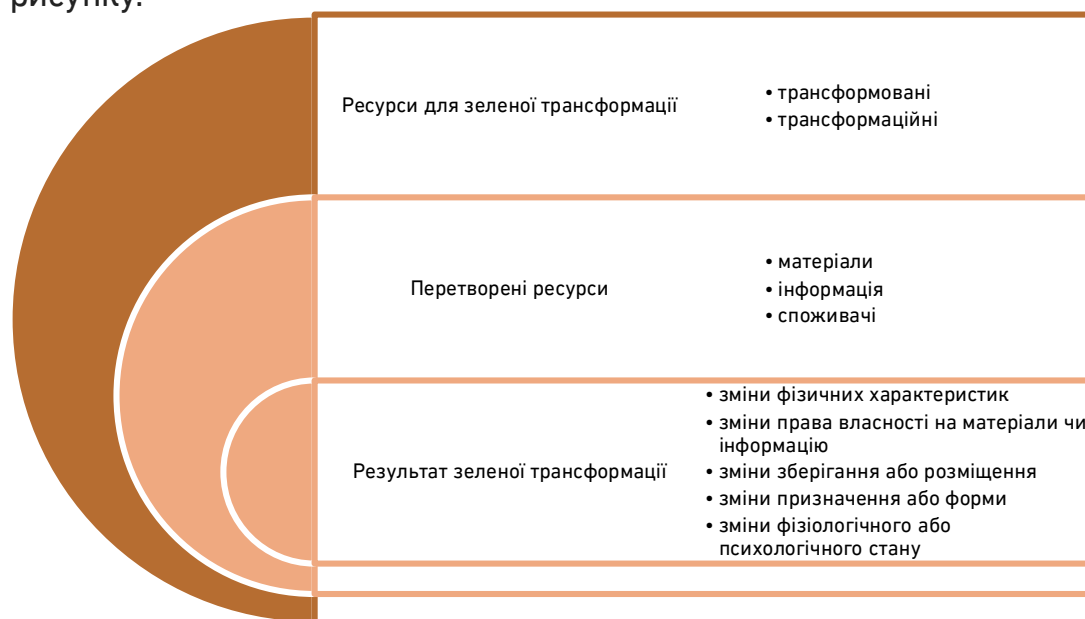 рисунку.
Ресурси для зеленої трансформації
• трансформовані
• трансформаційні
Перетворені ресурси
• матеріали
• інформація
• споживачі
Результат зеленої трансформації
• зміни фізичних характеристик
• зміни права власності на матеріали чи
інформацію
• зміни зберігання або розміщення
• зміни призначення або форми
• зміни фізіологічного або
психологічного стану